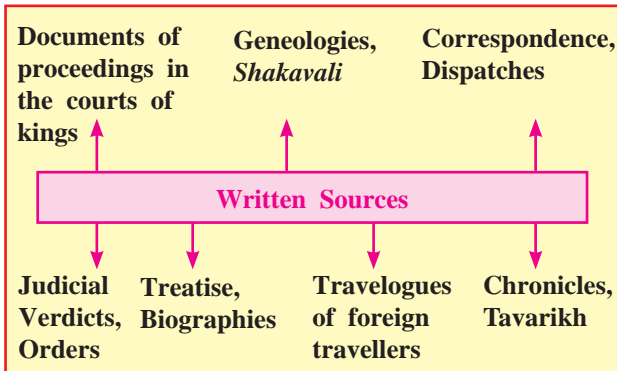 Documents of
proceedings in
the courts of
kings
Geneologies,
Shakavali
Correspondence,
Dispatches
Written Sources
Judicial
Verdicts,
Orders
Treatise,
Biographies
Travelogues
of foreign
travellers
Chronicles,
Tavarikh